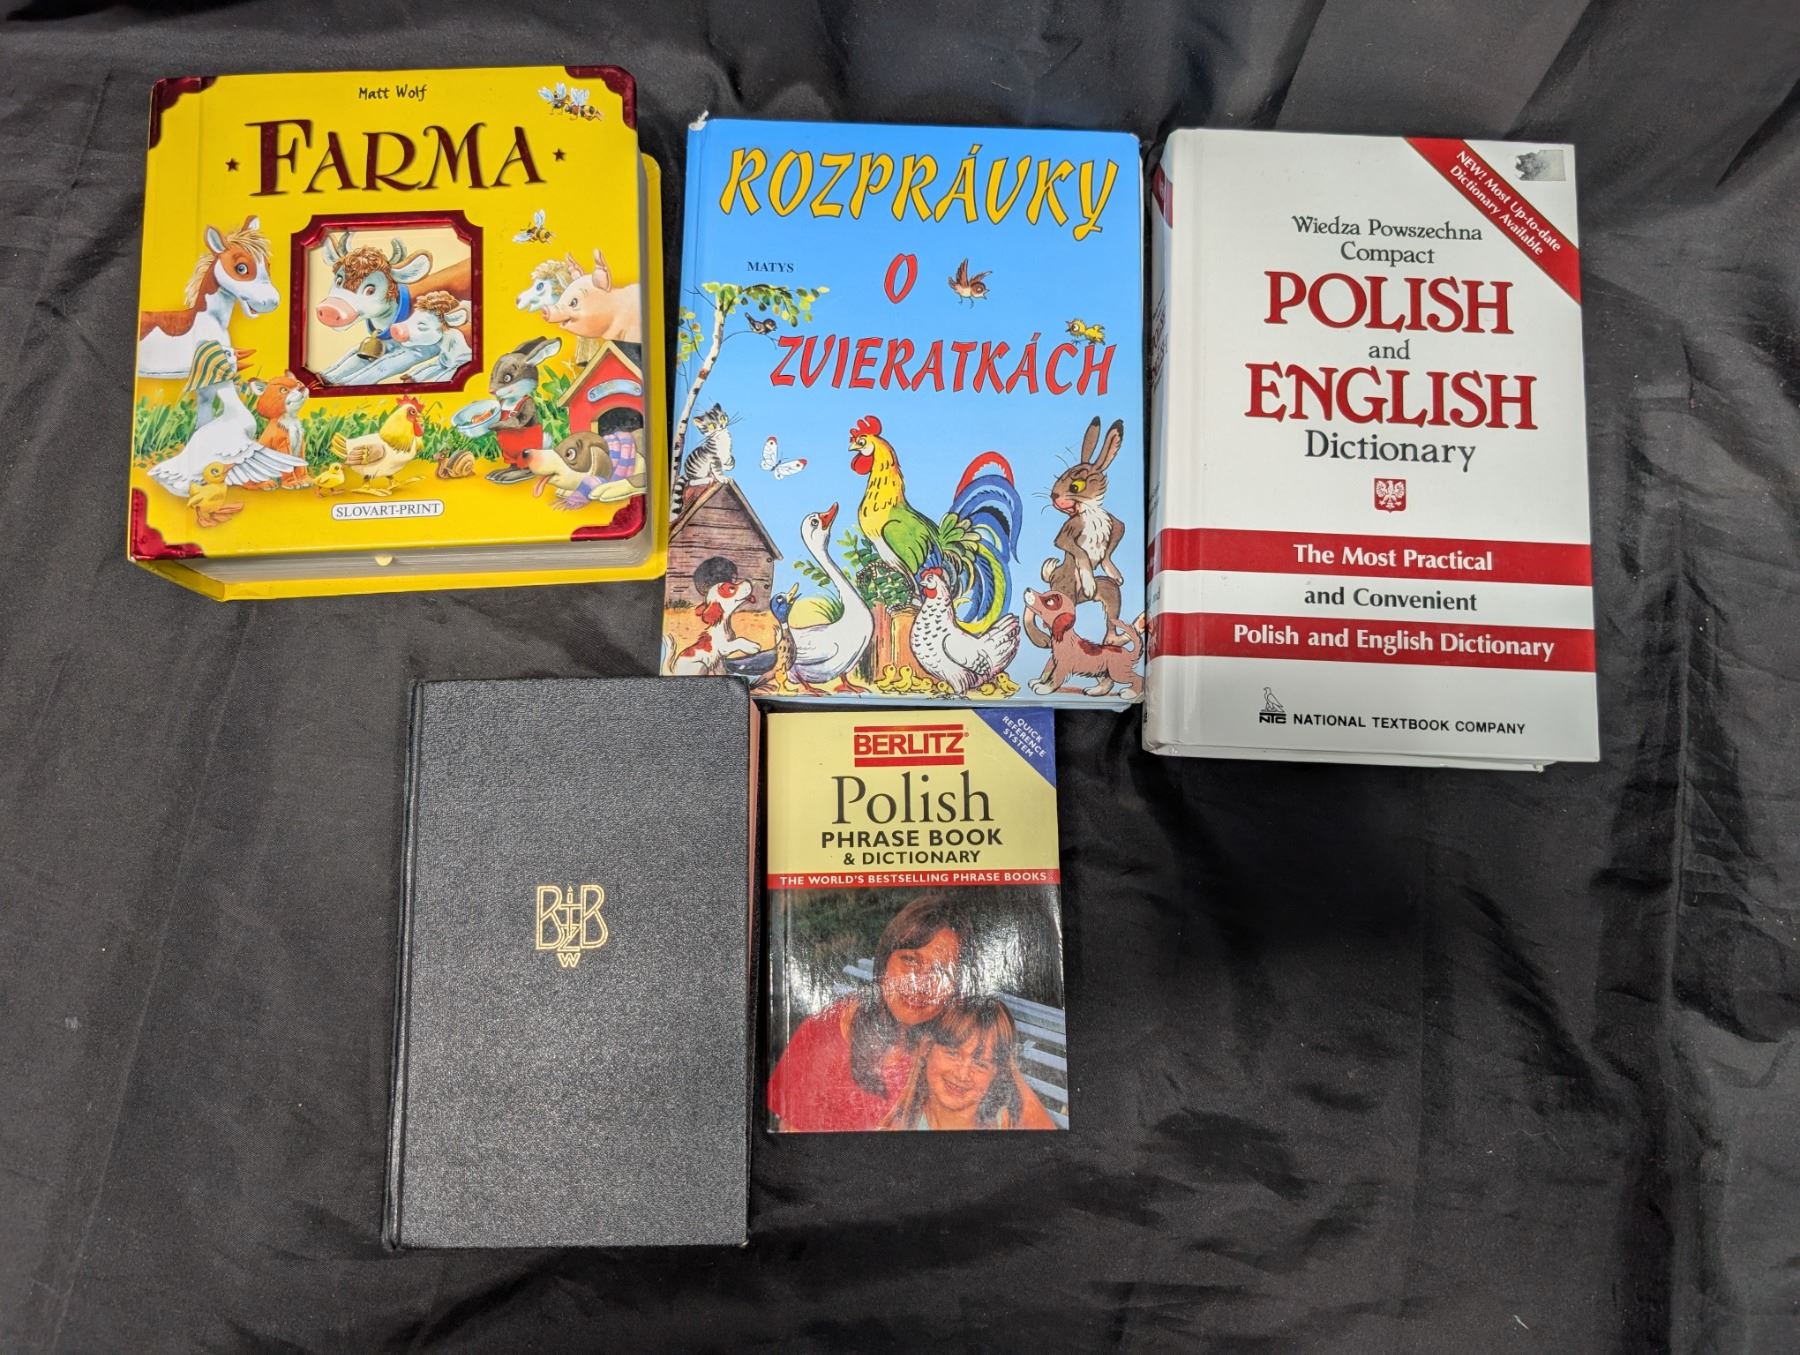 Matt Wolf
FARMA
SLOVART-PRINT
ROZPRÁVKY
O
MATYS
ZVIERATKÁCH
NEW! Most Up-to-date
Dictionary Available
Wiedza Powszechna
Compact
POLISH
and
ENGLISH
Dictionary
The Most Practical
and Convenient
Polish and English Dictionary
NTC NATIONAL TEXTBOOK COMPANY
BERLITZ®
QUICK
REFERENCE
SYSTEM
Polish
PHRASE BOOK
& DICTIONARY
THE WORLD'S BESTSELLING PHRASE BOOKS